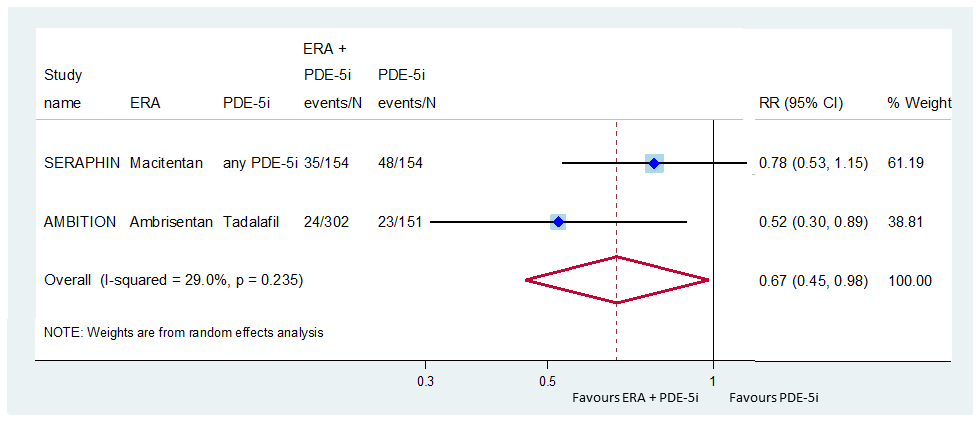 ERA +
Study PDE-5i PDE-5i
name ERA PDE-5i events/N events/N RR (95% CI) % Weight
SERAPHIN Macitentan any PDE-5i 35/154 48/154 0.78 (0.53, 1.15) 61.19
AMBITION Ambrisentan Tadalafil 24/302 23/151 0.52 (0.30, 0.89) 38.81
Overall (I-squared = 29.0%, p = 0.235) 0.67 (0.45, 0.98) 100.00
NOTE: Weights are from random effects analysis
0.3 0.5 1
Favours ERA + PDE-5i Favours PDE-5i